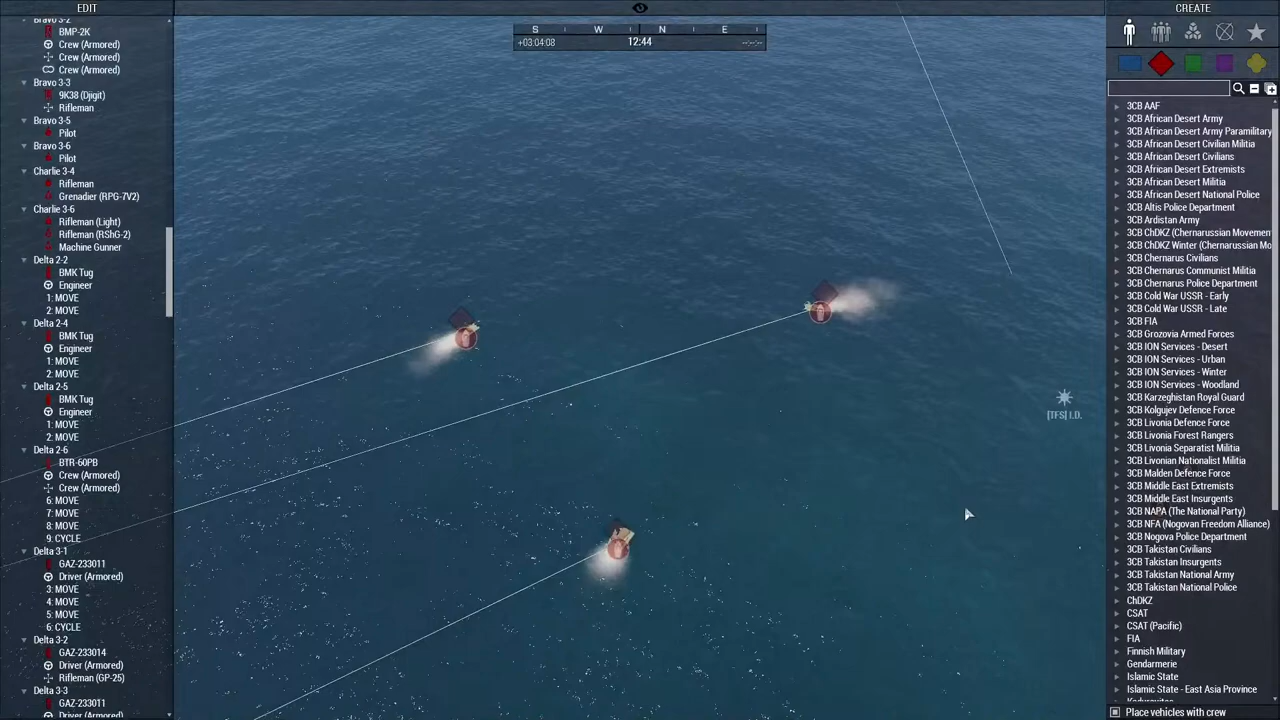 EDIT
Bravo 3-2
BMP-2K
Crew (Armored)
Crew (Armored)
Crew (Armored)
Bravo 3-3
9K38 (Djigit)
Rifleman
Bravo 3-5
Pilot
Bravo 3-6
Pilot
Charlie 3-4
Rifleman
Grenadier (RPG-7V2)
Charlie 3-6
Rifleman (Light)
Rifleman (RShG-2)
Machine Gunner
Delta 2-2
BMK Tug
Engineer
1: MOVE
2: MOVE
Delta 2-4
BMK Tug
Engineer
1: MOVE
2: MOVE
Delta 2-5
BMK Tug
Engineer
1: MOVE
2: MOVE
Delta 2-6
BTR-60PB
Crew (Armored)
Crew (Armored)
6: MOVE
7: MOVE
8: MOVE
9: CYCLE
Delta 3-1
GAZ-233011
Driver (Armored)
3: MOVE
4: MOVE
5: MOVE
6: CYCLE
Delta 3-2
GAZ-233014
Driver (Armored)
Rifleman (GP-25)
Delta 3-3
GAZ-233011
Driver (Armored)
S W N E
+03:04:08 12:44 --:--:--
[TFS] I.D.
CREATE
3CB AAF
3CB African Desert Army
3CB African Desert Army Paramilitary
3CB African Desert Civilian Militia
3CB African Desert Civilians
3CB African Desert Extremists
3CB African Desert Militia
3CB African Desert National Police
3CB Altis Police Department
3CB Ardistan Army
3CB ChDKZ (Chernarussian Movemen
3CB ChDKZ Winter (Chernarussian Mo
3CB Chernarus Civilians
3CB Chernarus Communist Militia
3CB Chernarus Police Department
3CB Cold War USSR - Early
3CB Cold War USSR - Late
3CB FIA
3CB Grozovia Armed Forces
3CB ION Services - Desert
3CB ION Services - Urban
3CB ION Services - Winter
3CB ION Services - Woodland
3CB Karzeghistan Royal Guard
3CB Kolgujev Defence Force
3CB Livonia Defence Force
3CB Livonia Forest Rangers
3CB Livonia Separatist Militia
3CB Livonian Nationalist Militia
3CB Malden Defence Force
3CB Middle East Extremists
3CB Middle East Insurgents
3CB NAPA (The National Party)
3CB NFA (Nogovan Freedom Alliance)
3CB Nogova Police Department
3CB Takistan Civilians
3CB Takistan Insurgents
3CB Takistan National Army
3CB Takistan National Police
ChDKZ
CSAT
CSAT (Pacific)
FIA
Finnish Military
Gendarmerie
Islamic State
Islamic State - East Asia Province
Place vehicles with crew